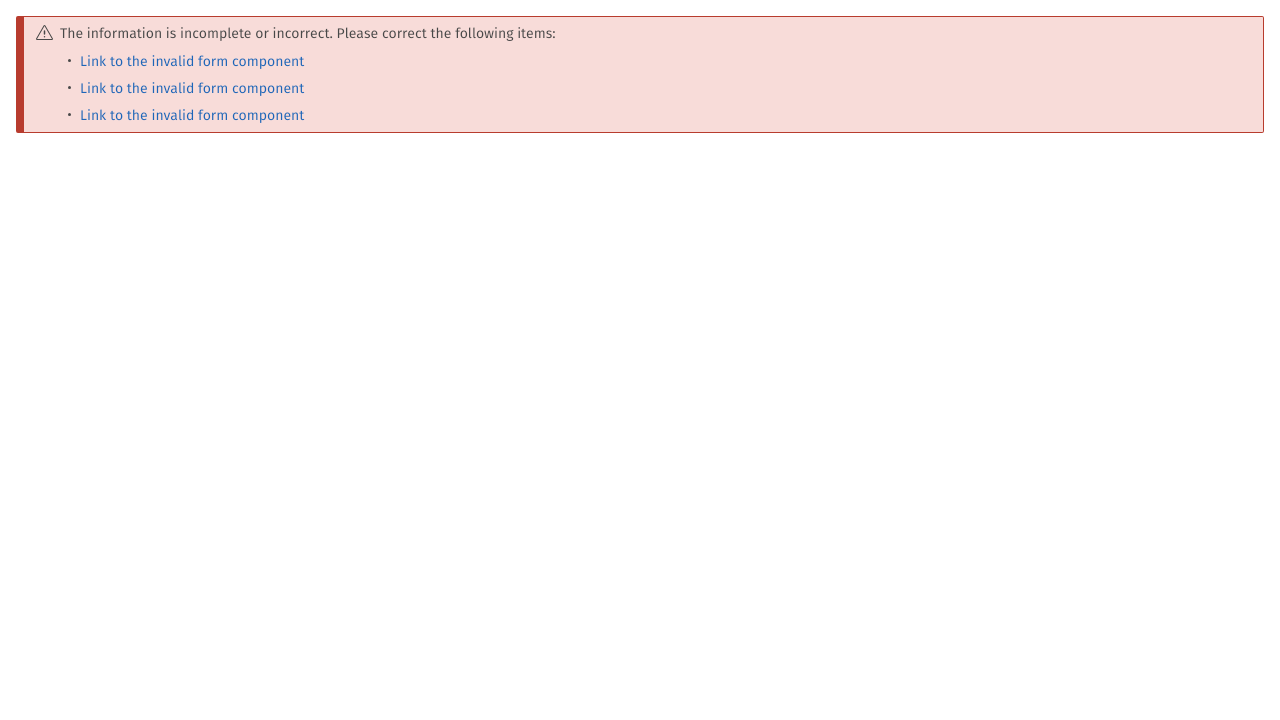 The information is incomplete or incorrect. Please correct the following items:
• Link to the invalid form component
• Link to the invalid form component
• Link to the invalid form component